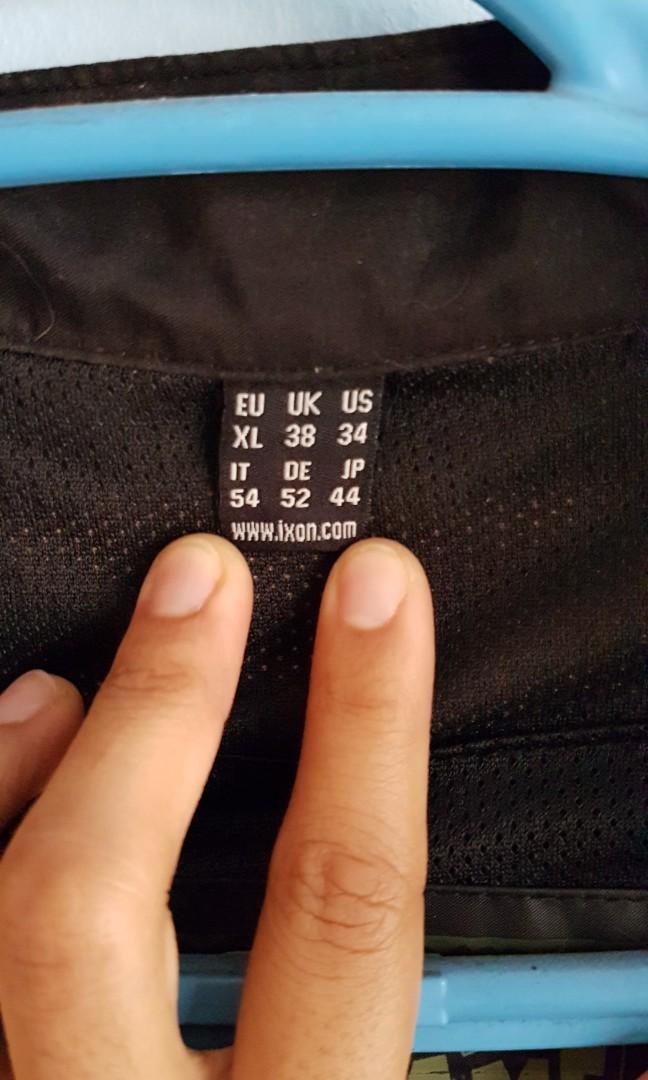 EU UK US
XL 38 34
IT DE JP
54 52 44
www.ixon.com